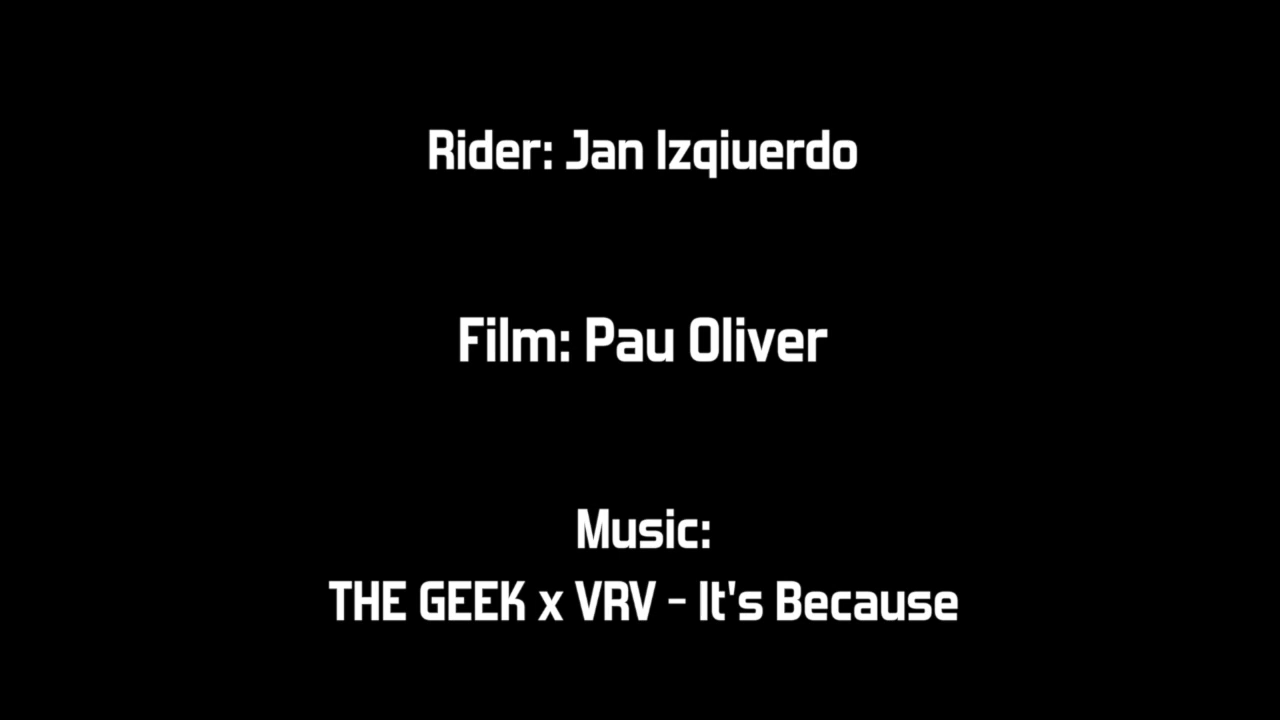 Rider: Jan Izqiuerdo
Film: Pau Oliver
Music:
THE GEEK x VRV - It's Because